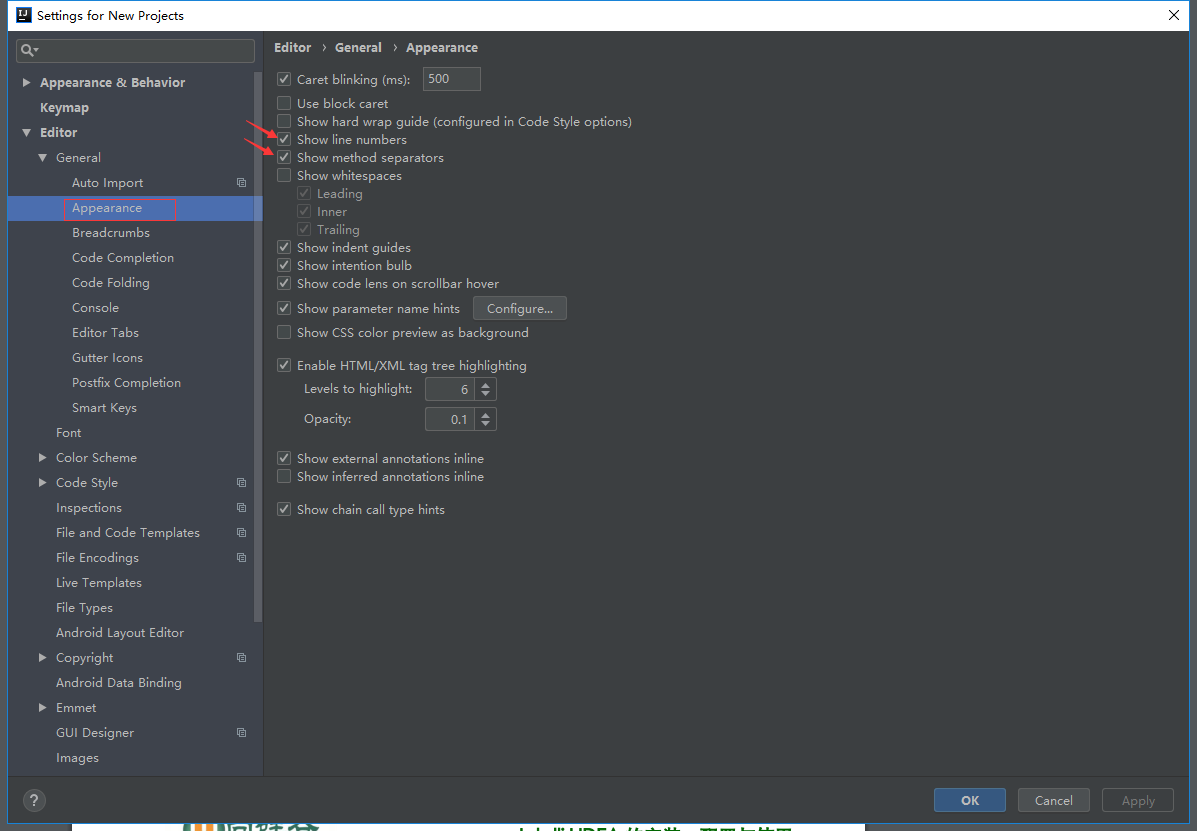 Settings for New Projects
Appearance & Behavior
Keymap
Editor
General
Auto Import
Appearance
Breadcrumbs
Code Completion
Code Folding
Console
Editor Tabs
Gutter Icons
Postfix Completion
Smart Keys
Font
Color Scheme
Code Style
Inspections
File and Code Templates
File Encodings
Live Templates
File Types
Android Layout Editor
Copyright
Android Data Binding
Emmet
GUI Designer
Images
Editor › General › Appearance
Caret blinking (ms): 500
Use block caret
Show hard wrap guide (configured in Code Style options)
Show line numbers
Show method separators
Show whitespaces
Leading
Inner
Trailing
Show indent guides
Show intention bulb
Show code lens on scrollbar hover
Show parameter name hints Configure...
Show CSS color preview as background
Enable HTML/XML tag tree highlighting
Levels to highlight: 6
Opacity: 0.1
Show external annotations inline
Show inferred annotations inline
Show chain call type hints
? OK Cancel Apply